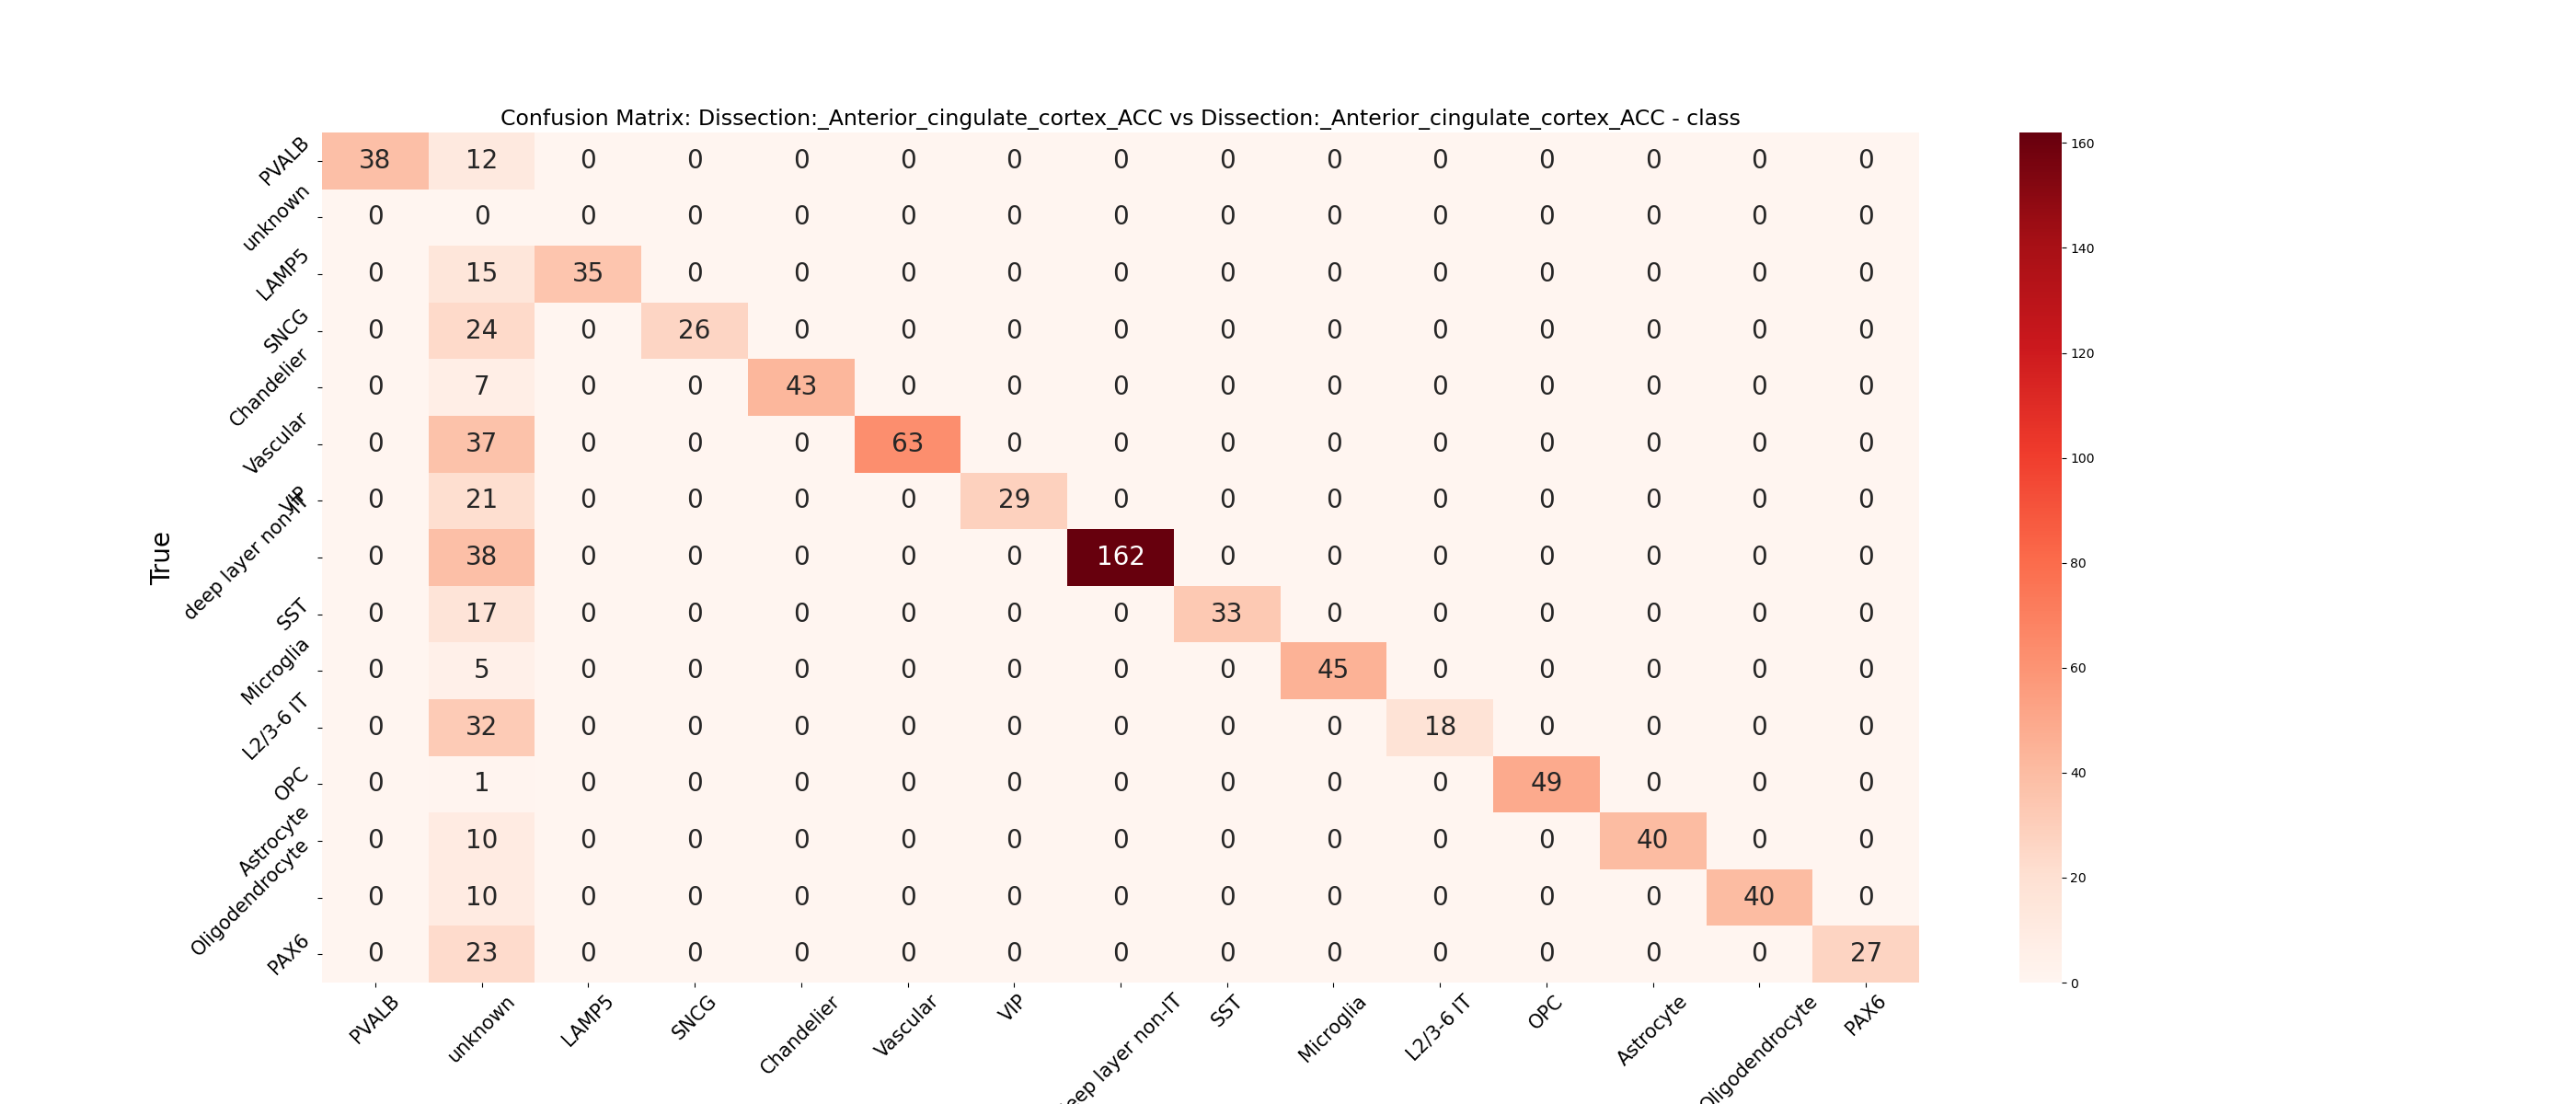 Confusion Matrix: Dissection:_Anterior_cingulate_cortex_ACC vs Dissection:_Anterior_cingulate_cortex_ACC - class
True
PVALB 38 12 0 0 0 0 0 0 0 0 0 0 0 0 0
unknown 0 0 0 0 0 0 0 0 0 0 0 0 0 0 0
LAMP5 0 15 35 0 0 0 0 0 0 0 0 0 0 0 0
SNCG 0 24 0 26 0 0 0 0 0 0 0 0 0 0 0
Chandelier 0 7 0 0 43 0 0 0 0 0 0 0 0 0 0
Vascular 0 37 0 0 0 63 0 0 0 0 0 0 0 0 0
VIP 0 21 0 0 0 0 29 0 0 0 0 0 0 0 0
deep layer non-IT 0 38 0 0 0 0 0 162 0 0 0 0 0 0 0
SST 0 17 0 0 0 0 0 0 33 0 0 0 0 0 0
Microglia 0 5 0 0 0 0 0 0 0 45 0 0 0 0 0
L2/3-6 IT 0 32 0 0 0 0 0 0 0 0 18 0 0 0 0
OPC 0 1 0 0 0 0 0 0 0 0 0 49 0 0 0
Astrocyte 0 10 0 0 0 0 0 0 0 0 0 0 40 0 0
Oligodendrocyte 0 10 0 0 0 0 0 0 0 0 0 0 0 40 0
PAX6 0 23 0 0 0 0 0 0 0 0 0 0 0 0 27
PVALB unknown LAMP5 SNCG Chandelier Vascular VIP eep layer non-IT SST Microglia L2/3-6 IT OPC Astrocyte Oligodendrocyte PAX6
160
140
120
100
80
60
40
20
0